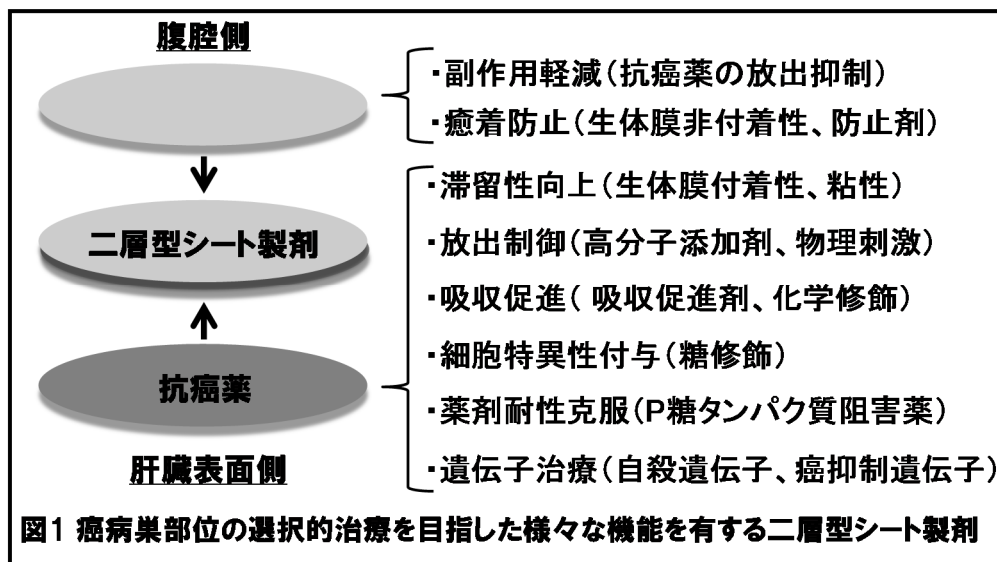 腹腔側
・副作用軽減(抗癌薬の放出抑制)
・癒着防止(生体膜非付着性、防止剤)
・滞留性向上(生体膜付着性、粘性)
二層型シート製剤
・放出制御(高分子添加剤、物理刺激)
・吸収促進( 吸収促進剤、化学修飾)
・細胞特異性付与(糖修飾)
抗癌薬
・薬剤耐性克服(P糖タンパク質阻害薬)
肝臓表面側
・遺伝子治療(自殺遺伝子、癌抑制遺伝子)
図1 癌病巣部位の選択的治療を目指した様々な機能を有する二層型シート製剤